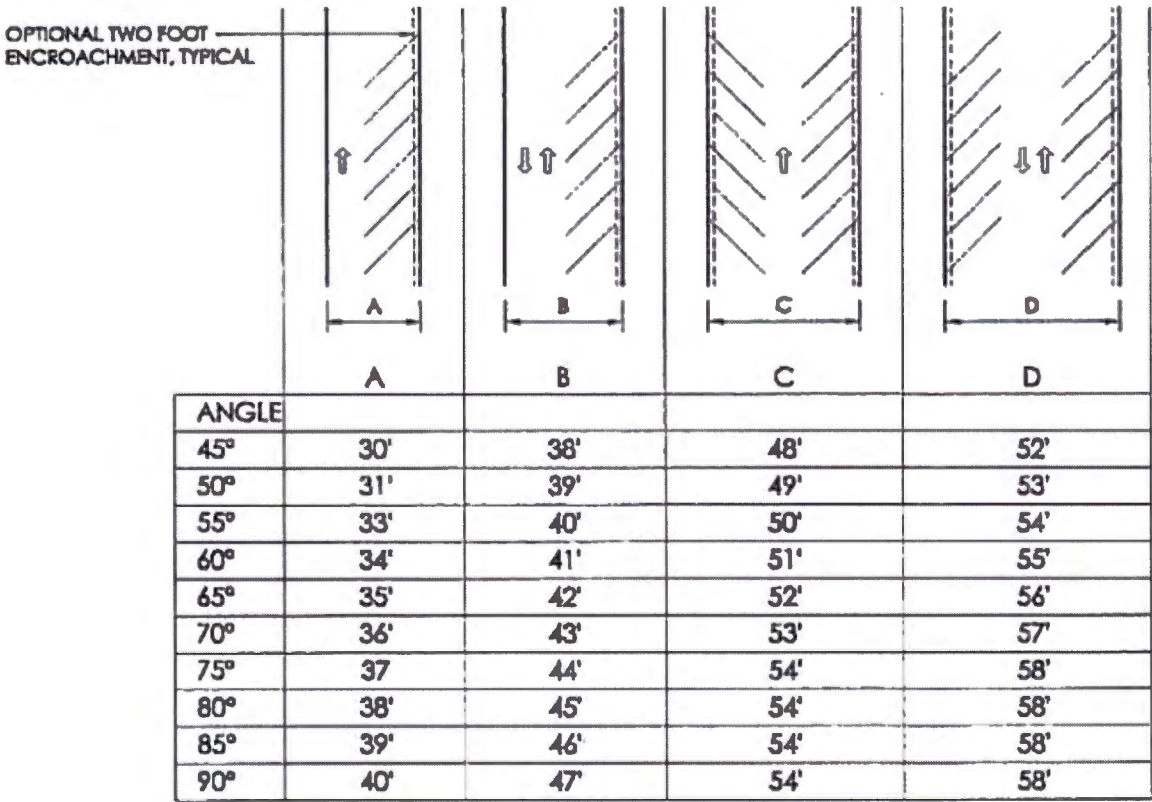 OPTIONAL TWO FOOT
ENCROACHMENT, TYPICAL
A B C D
A B C D
ANGLE
45° 30' 38' 48' 52'
50° 31' 39' 49' 53'
55° 33' 40' 50' 54'
60° 34' 41' 51' 55'
65° 35' 42' 52' 56'
70° 36' 43' 53' 57'
75° 37 44' 54' 58'
80° 38' 45' 54' 58'
85° 39' 46' 54' 58'
90° 40' 47' 54' 58'